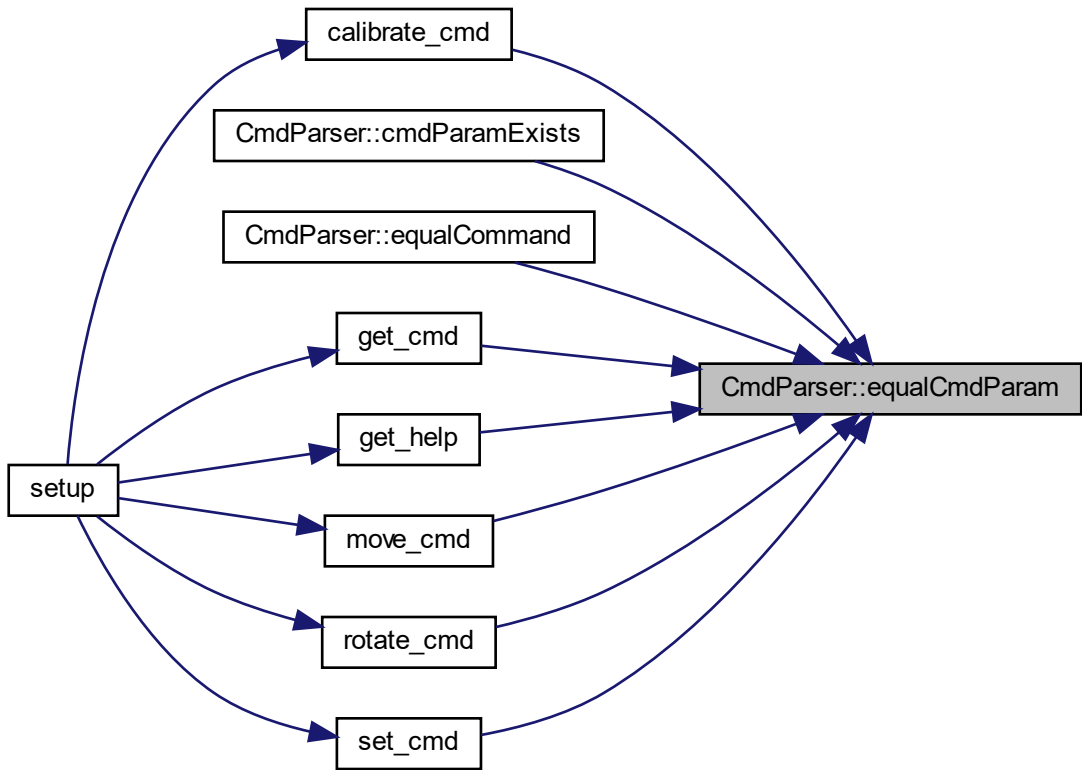 calibrate_cmd
CmdParser::cmdParamExists
CmdParser::equalCommand
get_cmd
CmdParser::equalCmdParam
get_help
setup
move_cmd
rotate_cmd
set_cmd